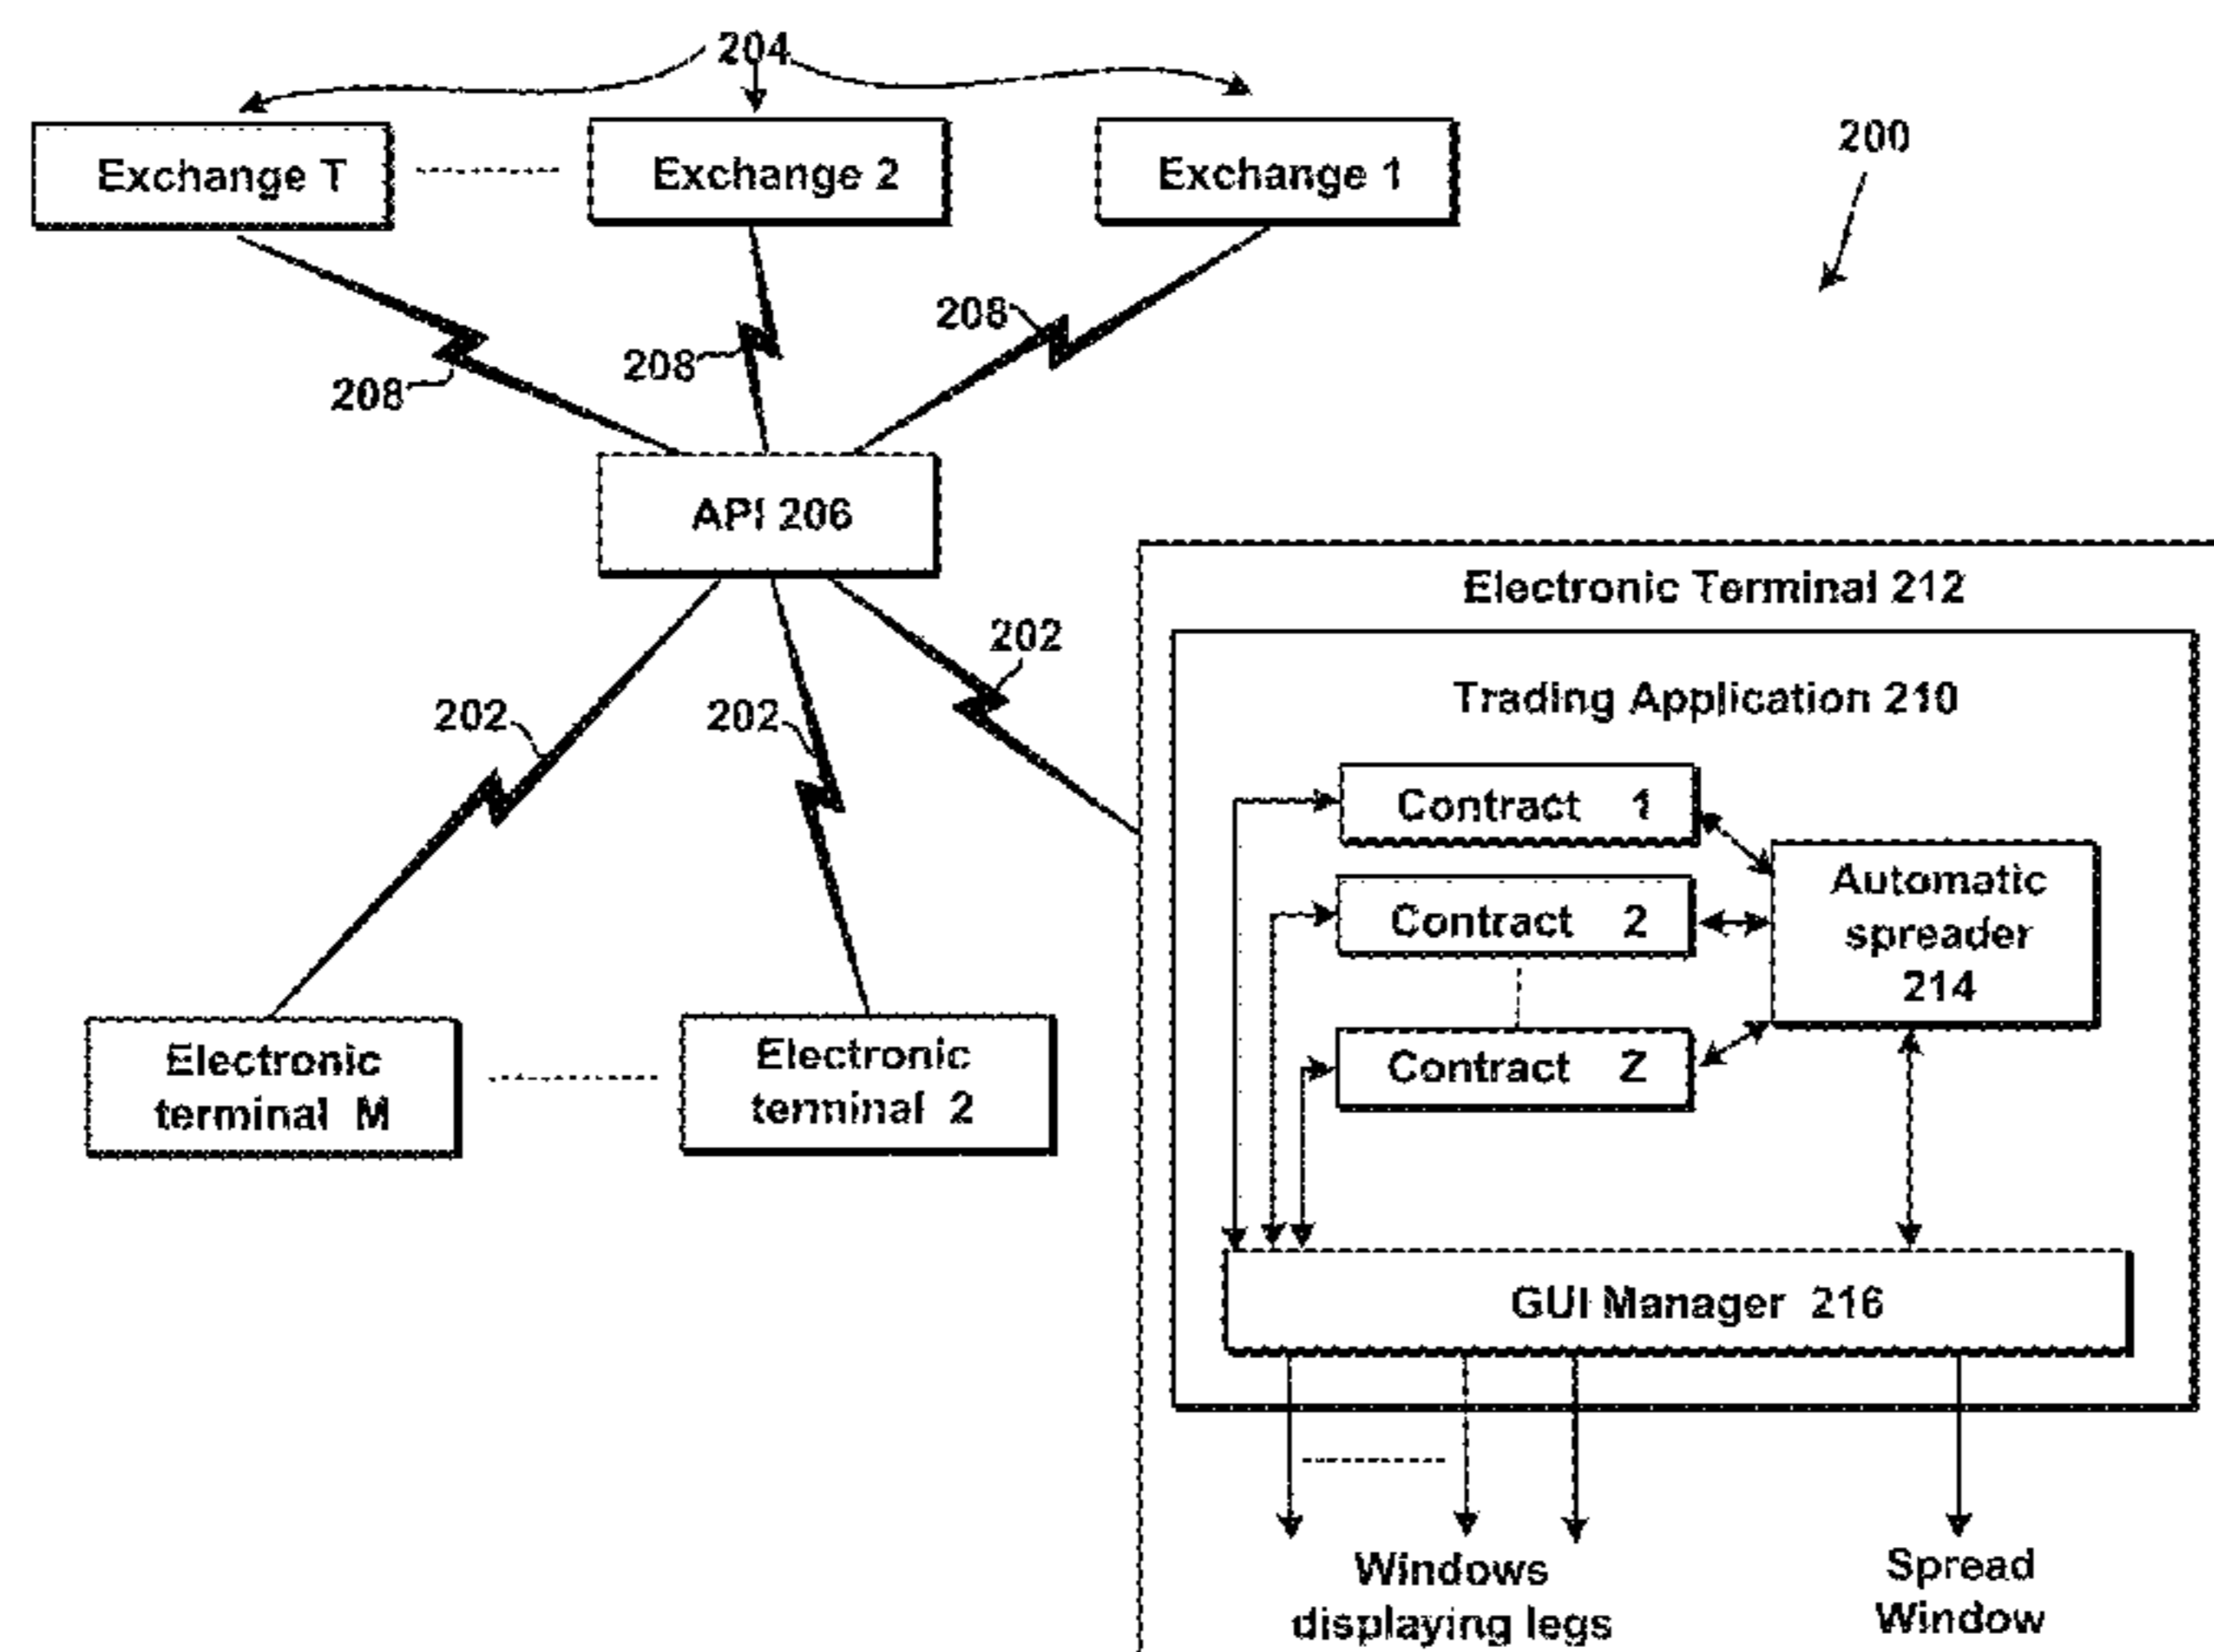 204
200
Exchange T
Exchange 2
Exchange 1
208
208
208
API 206
202
202
202
Electronic
terminal M
Electronic
terminal 2
Electronic Terminal 212
Trading Application 210
Contract 1
Contract 2
Contract Z
Automatic
spreader
214
GUI Manager 216
Windows
displaying legs
Spread
Window